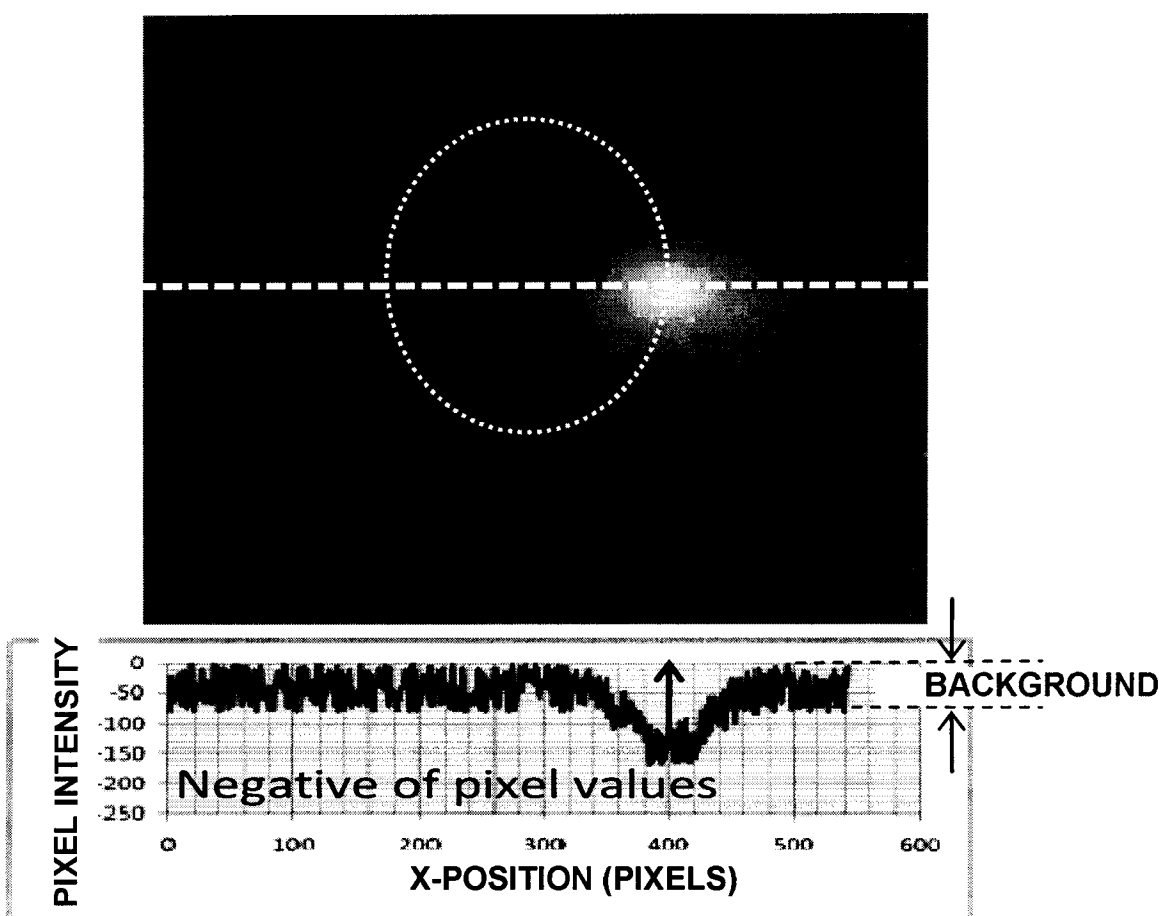 PIXEL INTENSITY
0
-50
-100
-150
-200
-250
Negative of pixel values
BACKGROUND
0 100 200 300 400 500 600
X-POSITION (PIXELS)